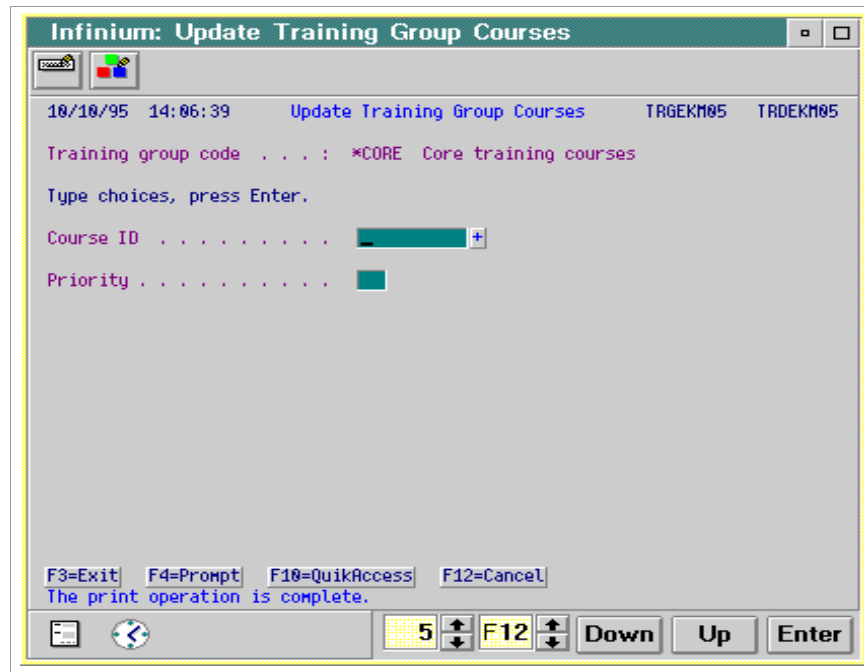 Infinium: Update Training Group Courses
10/10/95 14:06:39 Update Training Group Courses TRGEKM05 TRDEKM05
Training group code . . . : *CORE Core training courses
Type choices, press Enter.
Course ID . . . . . . . . . +
Priority . . . . . . . . . .
F3=Exit F4=Prompt F10=QuikAccess F12=Cancel
The print operation is complete.
5 F12 Down Up Enter